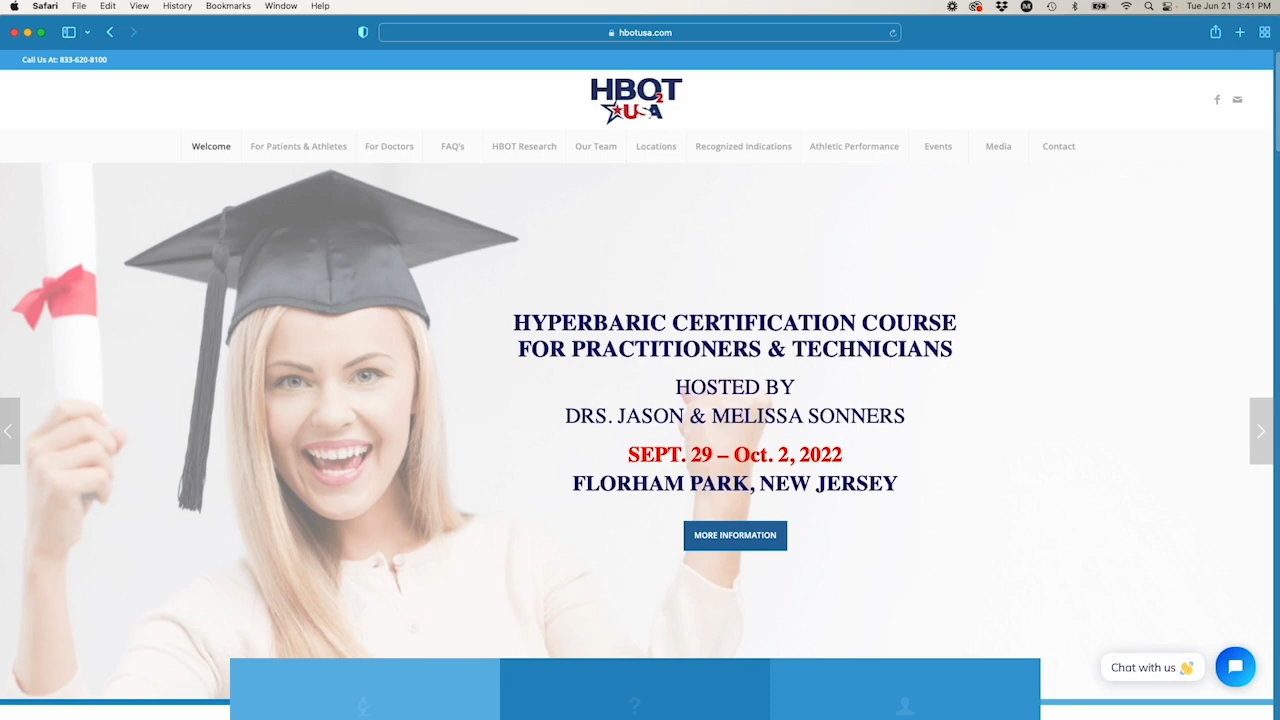 Safari File Edit View History Bookmarks Window Help Tue Jun 21 3:41 PM
hbotusa.com
Call Us At: 833-620-8100
HBO2T
USA
Welcome For Patients & Athletes For Doctors FAQ's HBOT Research Our Team Locations Recognized Indications Athletic Performance Events Media Contact
HYPERBARIC CERTIFICATION COURSE
FOR PRACTITIONERS & TECHNICIANS
HOSTED BY
DRS. JASON & MELISSA SONNERS
SEPT. 29 – Oct. 2, 2022
FLORHAM PARK, NEW JERSEY
MORE INFORMATION
Chat with us 👋